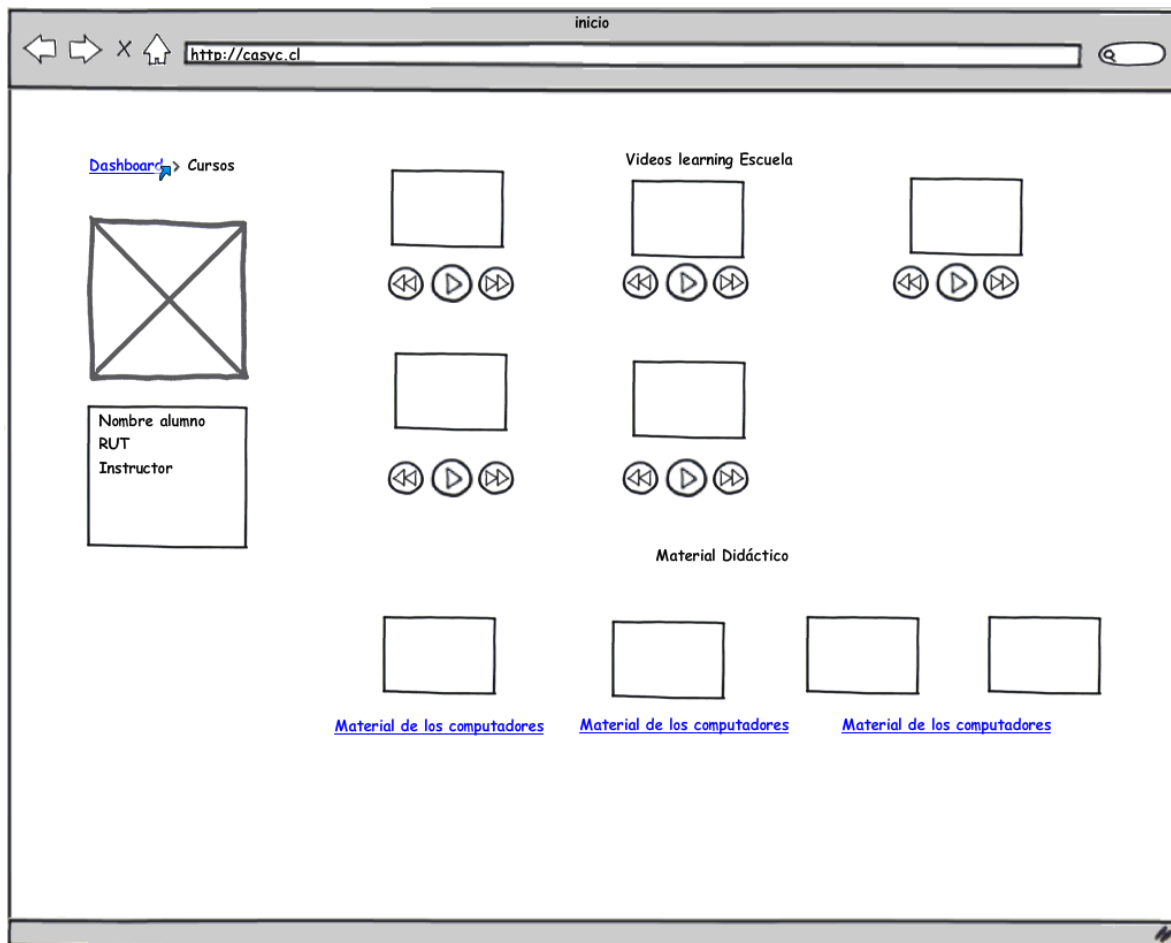 inicio
http://casyc.cl
Dashboard > Cursos
Videos learning Escuela
Nombre alumno
RUT
Instructor
Material Didáctico
Material de los computadores
Material de los computadores
Material de los computadores